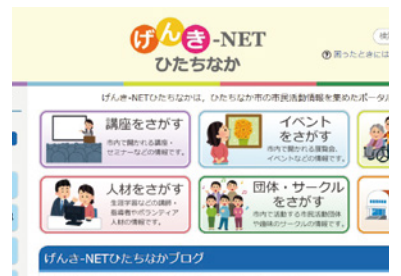 げんき-NET
ひたちなか
困ったときには
げんき-NETひたちなかは、ひたちなか市の市民活動情報を集めたポータル
講座をさがす
市内で開かれる講座・
セミナーなどの情報です。
イベント
をさがす
市内で開かれる展覧会、
イベントなどの情報です。
人材をさがす
生涯学習などの講師・
指導者やボランティア
人材の情報です。
団体・サークル
をさがす
市内で活動する市民活動団体
や趣味のサークルの情報です。
げんき-NETひたちなかブログ